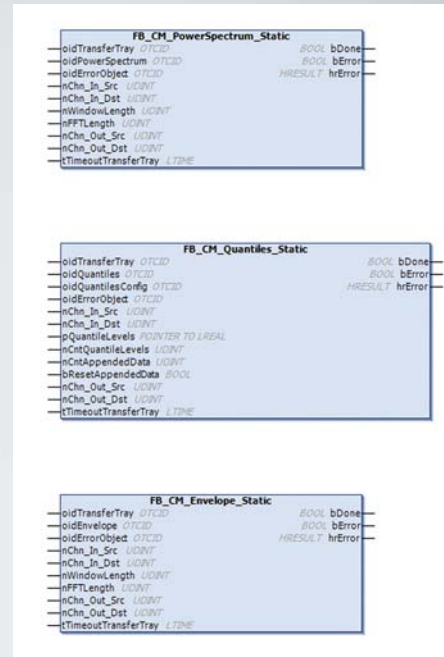 FB_CM_PowerSpectrum_Static
oidTransferTray OTCID BOOL bDone
oidPowerSpectrum OTCID BOOL bError
oidErrorObject OTCID HRESULT hrError
nChn_In_Src UDINT
nChn_In_Dst UDINT
nWindowLength UDINT
nFFTLength UDINT
nChn_Out_Src UDINT
nChn_Out_Dst UDINT
tTimeoutTransferTray LTIME
FB_CM_Quantiles_Static
oidTransferTray OTCID BOOL bDone
oidQuantiles OTCID BOOL bError
oidQuantilesConfig OTCID HRESULT hrError
oidErrorObject OTCID
nChn_In_Src UDINT
nChn_In_Dst UDINT
pQuantileLevels POINTER TO LREAL
nCntQuantileLevels UDINT
nCntAppendedData UDINT
bResetAppendedData BOOL
nChn_Out_Src UDINT
nChn_Out_Dst UDINT
tTimeoutTransferTray LTIME
FB_CM_Envelope_Static
oidTransferTray OTCID BOOL bDone
oidEnvelope OTCID BOOL bError
oidErrorObject OTCID HRESULT hrError
nChn_In_Src UDINT
nChn_In_Dst UDINT
nWindowLength UDINT
nFFTLength UDINT
nChn_Out_Src UDINT
nChn_Out_Dst UDINT
tTimeoutTransferTray LTIME